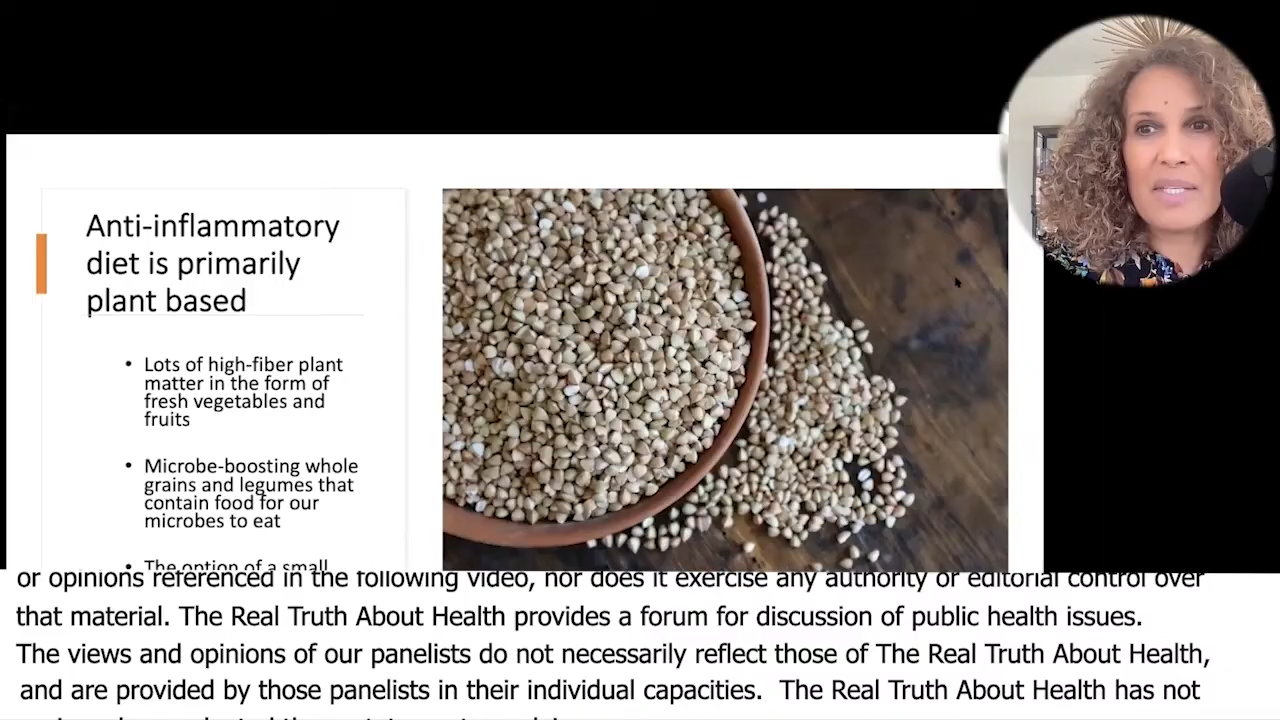 Anti-inflammatory
diet is primarily
plant based
• Lots of high-fiber plant
matter in the form of
fresh vegetables and
fruits
• Microbe-boosting whole
grains and legumes that
contain food for our
microbes to eat
• The option of a small
or opinions referenced in the following video, nor does it exercise any authority or editorial control over
that material. The Real Truth About Health provides a forum for discussion of public health issues.
The views and opinions of our panelists do not necessarily reflect those of The Real Truth About Health,
and are provided by those panelists in their individual capacities. The Real Truth About Health has not